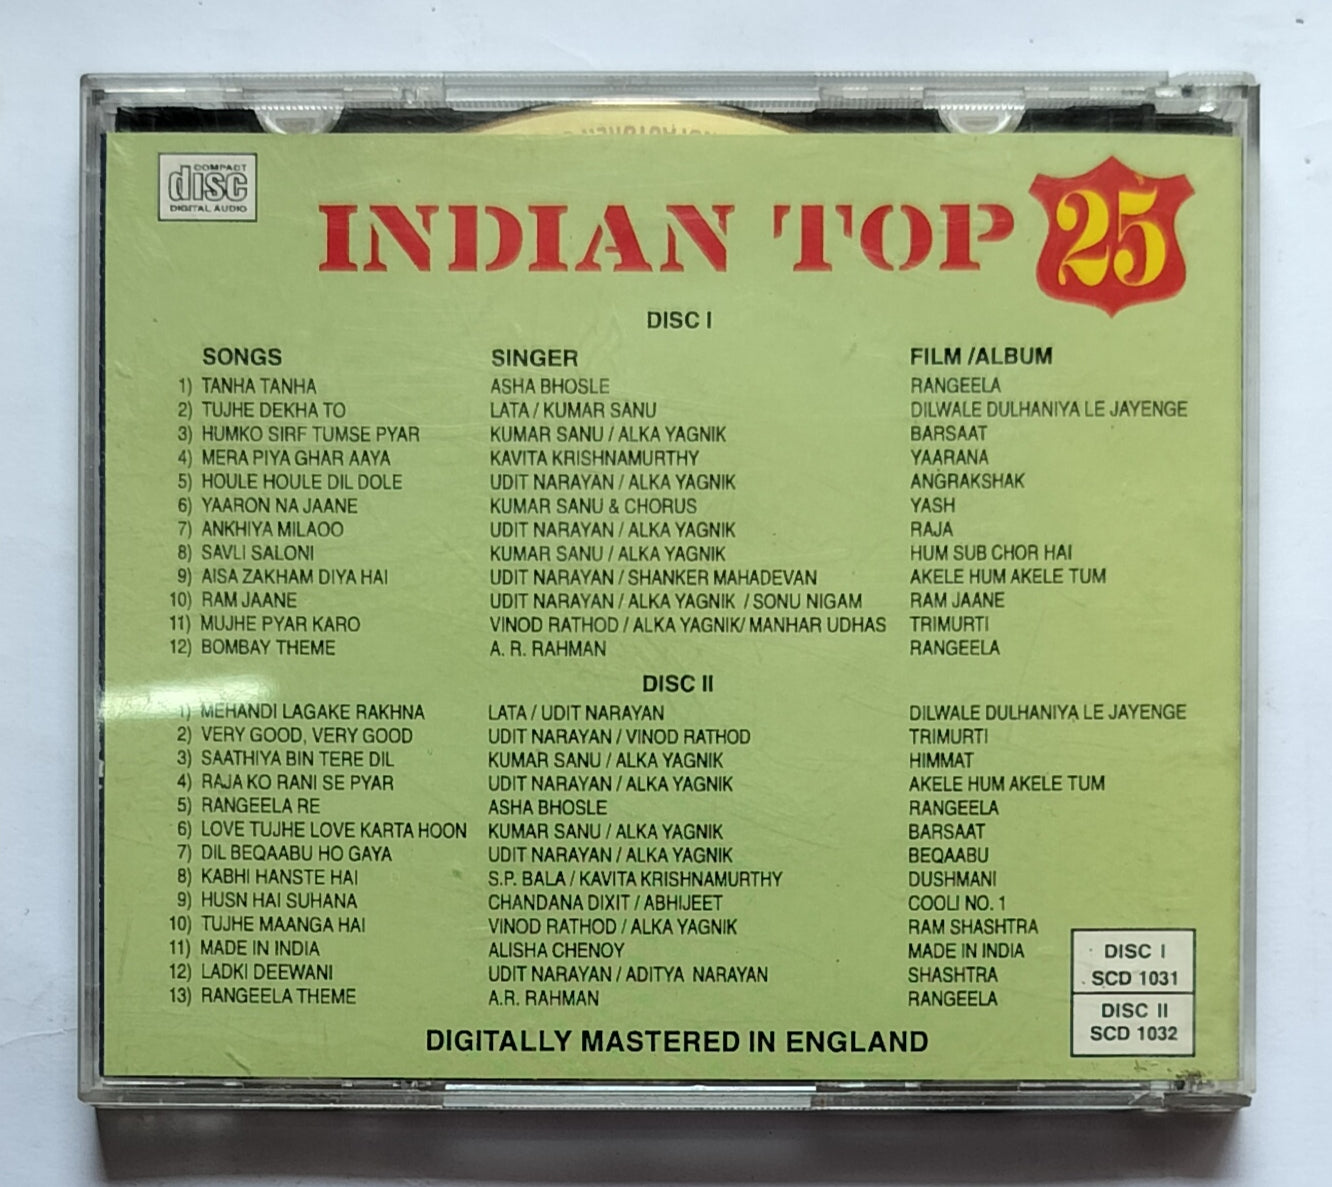 COMPACT
disc
DIGITAL AUDIO
INDIAN TOP 25
DISC I
SONGS SINGER FILM /ALBUM
1) TANHA TANHA ASHA BHOSLE RANGEELA
2) TUJHE DEKHA TO LATA / KUMAR SANU DILWALE DULHANIYA LE JAYENGE
3) HUMKO SIRF TUMSE PYAR KUMAR SANU / ALKA YAGNIK BARSAAT
4) MERA PIYA GHAR AAYA KAVITA KRISHNAMURTHY YAARANA
5) HOULE HOULE DIL DOLE UDIT NARAYAN / ALKA YAGNIK ANGRAKSHAK
6) YAARON NA JAANE KUMAR SANU & CHORUS YASH
7) ANKHIYA MILAOO UDIT NARAYAN / ALKA YAGNIK RAJA
8) SAVLI SALONI KUMAR SANU / ALKA YAGNIK HUM SUB CHOR HAI
9) AISA ZAKHAM DIYA HAI UDIT NARAYAN / SHANKER MAHADEVAN AKELE HUM AKELE TUM
10) RAM JAANE UDIT NARAYAN / ALKA YAGNIK / SONU NIGAM RAM JAANE
11) MUJHE PYAR KARO VINOD RATHOD / ALKA YAGNIK/ MANHAR UDHAS TRIMURTI
12) BOMBAY THEME A. R. RAHMAN RANGEELA
DISC II
1) MEHANDI LAGAKE RAKHNA LATA / UDIT NARAYAN DILWALE DULHANIYA LE JAYENGE
2) VERY GOOD, VERY GOOD UDIT NARAYAN / VINOD RATHOD TRIMURTI
3) SAATHIYA BIN TERE DIL KUMAR SANU / ALKA YAGNIK HIMMAT
4) RAJA KO RANI SE PYAR UDIT NARAYAN / ALKA YAGNIK AKELE HUM AKELE TUM
5) RANGEELA RE ASHA BHOSLE RANGEELA
6) LOVE TUJHE LOVE KARTA HOON KUMAR SANU / ALKA YAGNIK BARSAAT
7) DIL BEQAABU HO GAYA UDIT NARAYAN / ALKA YAGNIK BEQAABU
8) KABHI HANSTE HAI S.P. BALA / KAVITA KRISHNAMURTHY DUSHMANI
9) HUSN HAI SUHANA CHANDANA DIXIT / ABHIJEET COOLI NO. 1
10) TUJHE MAANGA HAI VINOD RATHOD / ALKA YAGNIK RAM SHASHTRA
11) MADE IN INDIA ALISHA CHENOY MADE IN INDIA
12) LADKI DEEWANI UDIT NARAYAN / ADITYA NARAYAN SHASHTRA
13) RANGEELA THEME A.R. RAHMAN RANGEELA
DISC I
SCD 1031
DISC II
SCD 1032
DIGITALLY MASTERED IN ENGLAND